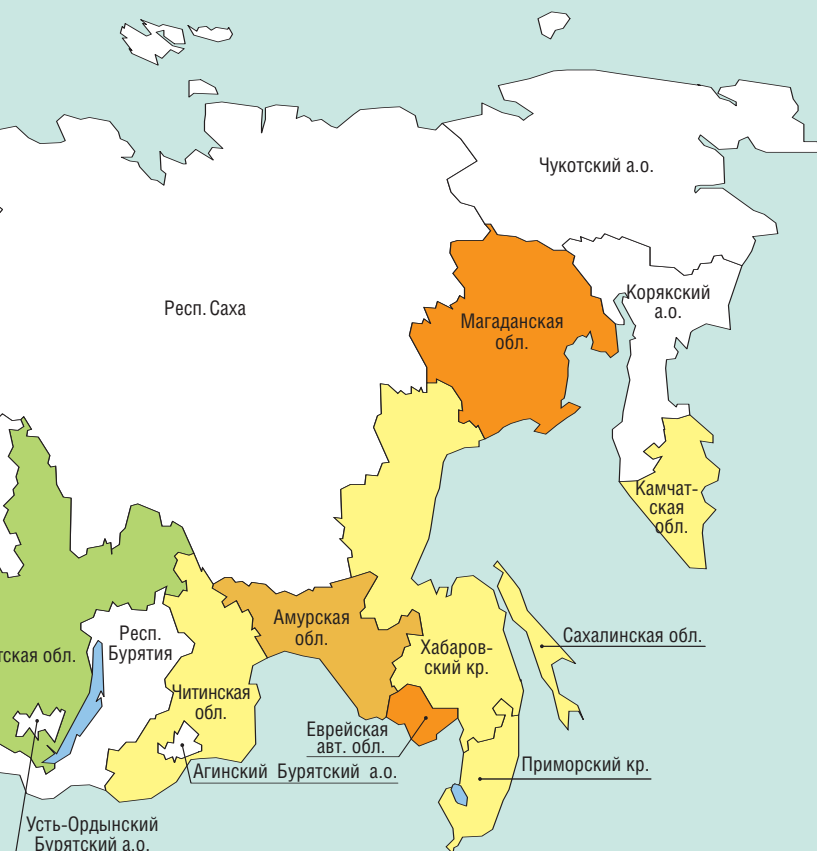 Чукотский а.о.
Корякский
а.о.
Респ. Саха
Магаданская
обл.
Камчат-
ская
обл.
Амурская
обл.
Респ.
Бурятия
Сахалинская обл.
Хабаров-
ский кр.
тская обл.
Читинская
обл.
Еврейская
авт. обл.
Агинский Бурятский а.о.
Приморский кр.
Усть-Ордынский
Бурятский а.о.